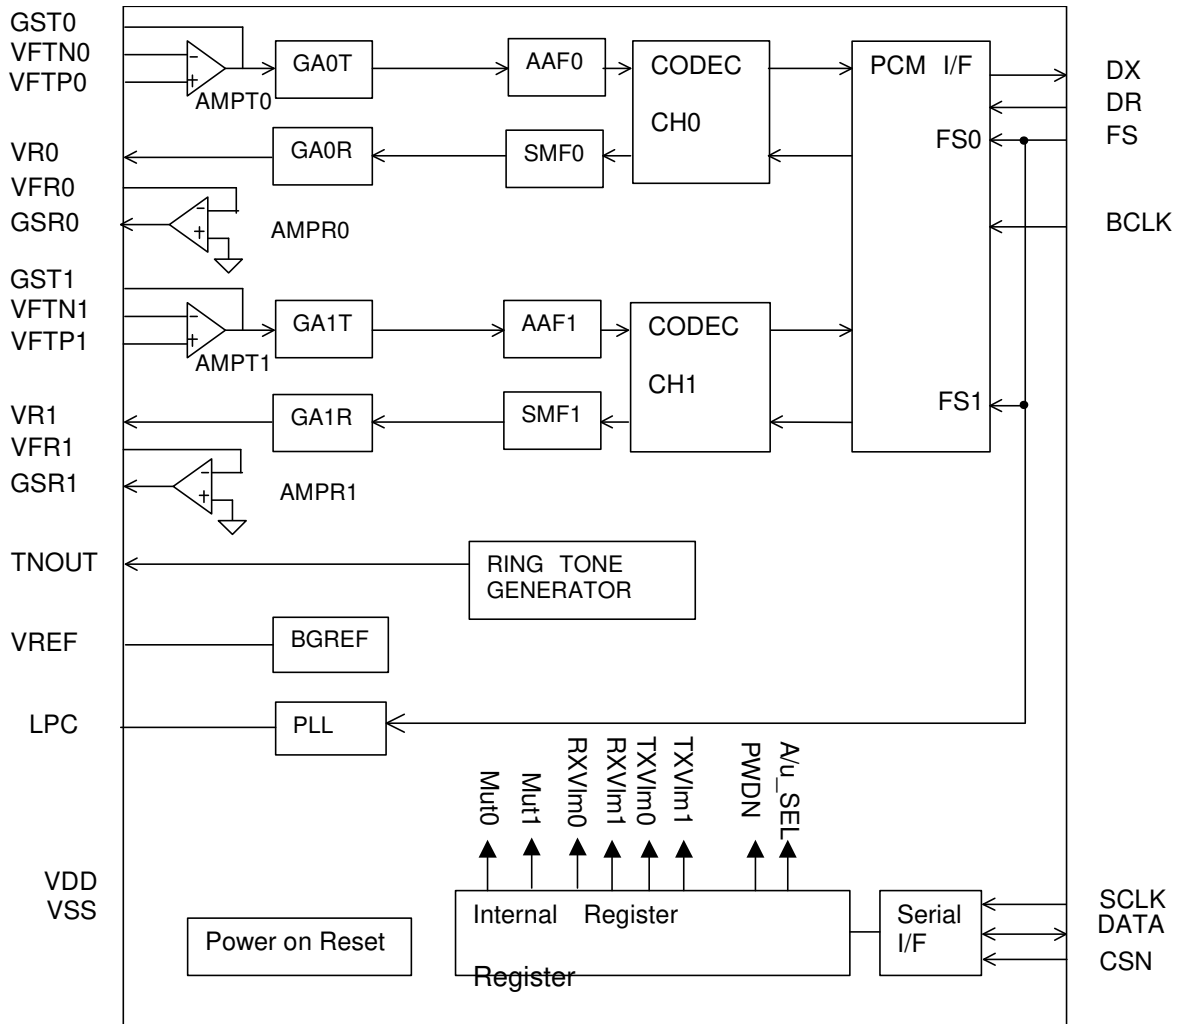 GST0
VFTN0
VFTP0
-
+
AMPT0
GA0T
AAF0
CODEC
CH0
PCM I/F
DX
DR
FS
FS0
VR0
GA0R
SMF0
VFR0
GSR0
-
+
AMPR0
BCLK
GST1
VFTN1
VFTP1
-
+
AMPT1
GA1T
AAF1
CODEC
CH1
VR1
GA1R
SMF1
FS1
VFR1
GSR1
-
+
AMPR1
TNOUT
RING TONE
GENERATOR
VREF
BGREF
LPC
PLL
Mut0
Mut1
RXVlm0
RXVlm1
TXVlm0
TXVlm1
PWDN
A/u_SEL
VDD
VSS
Power on Reset
Internal Register
Register
Serial
I/F
SCLK
DATA
CSN